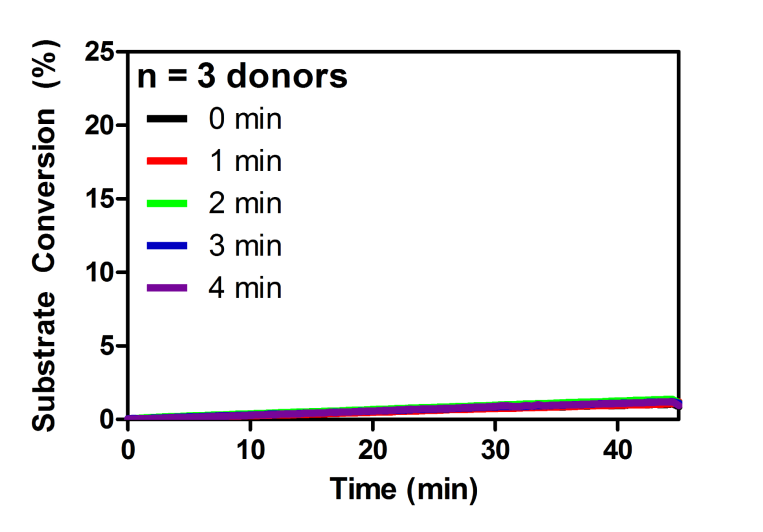 Substrate Conversion (%)
25
20
15
10
5
0
n = 3 donors
0 min
1 min
2 min
3 min
4 min
0
10
20
30
40
Time (min)